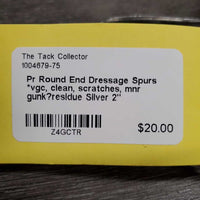 The Tack Collector
1004679-75
Pr Round End Dressage Spurs
*vgc, clean, scratches, mnr
gunk?residue Silver 2"
Z4GCTR
$20.00